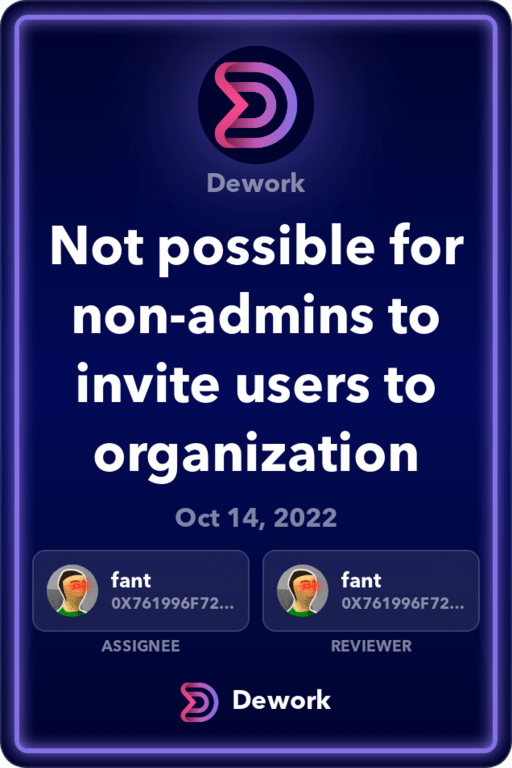 Dework
Not possible for
non-admins to
invite users to
organization
Oct 14, 2022
fant
0X761996F72...
ASSIGNEE
fant
0X761996F72...
REVIEWER
Dework